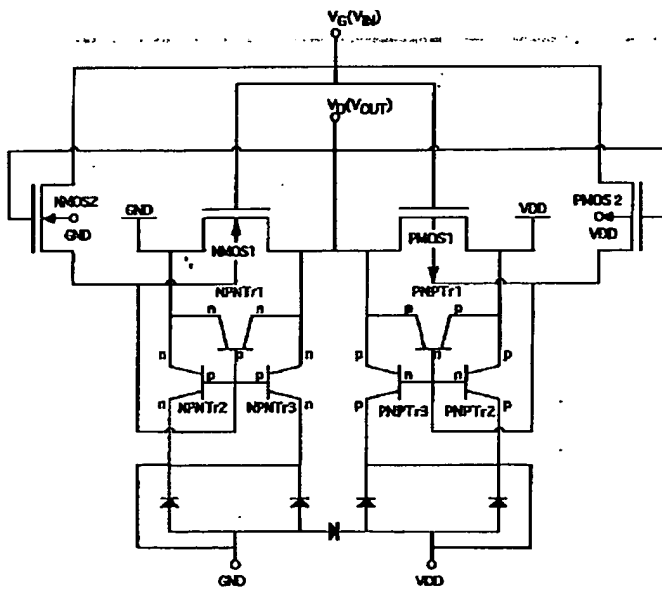 VG(VIN)
VD(VOUT)
NMOS2
GND
GND
NMOS1
PMOS1
VDD
PMOS 2
VDD
NPNTr1
PNPTr1
n
n
p
p
n
p
n
p
n
p
p
n
p
n
n
p
n
NPNTr2
NPNTr3
n
p
PNPTr3
PNPTr2
p
GND
VDD